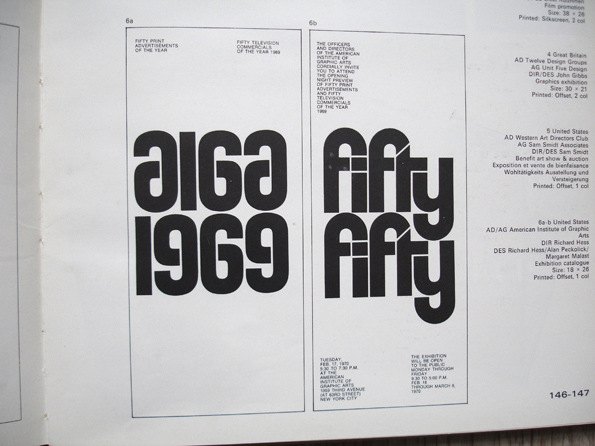 6a
FIFTY PRINT
ADVERTISEMENTS
OF THE YEAR
FIFTY TELEVISION
COMMERCIALS
OF THE YEAR 1969
aIGa
1969
6b
THE OFFICERS
AND DIRECTORS
OF THE AMERICAN
INSTITUTE OF
GRAPHIC ARTS
CORDIALLY INVITE
YOU TO ATTEND
THE OPENING
NIGHT PREVIEW
OF FIFTY PRINT
ADVERTISEMENTS
AND FIFTY
TELEVISION
COMMERCIALS
OF THE YEAR
1969
fifty
fifty
TUESDAY,
FEB. 17, 1970
5:30 TO 7:30 P.M.
AT THE
AMERICAN
INSTITUTE OF
GRAPHIC ARTS
1059 THIRD AVENUE
(AT 63RD STREET)
NEW YORK CITY
THE EXHIBITION
WILL BE OPEN
TO THE PUBLIC
MONDAY THROUGH
FRIDAY
9:30 TO 5:00 P.M.
FEB. 18
THROUGH MARCH
1970
Film promotion
Size: 38 × 26
Printed: Silkscreen, 2 col
4 Great Britain
AD Twelve Design Groups
AG Unit Five Design
DIR/DES John Gibbs
Graphics exhibition
Size: 30 × 21
Printed: Offset, 2 col
5 United States
AD Western Art Directors Club
AG Sam Smidt Associates
DIR/DES Sam Smidt
Benefit art show & auction
Exposition et vente de bienfaisance
Wohltätigkeits Ausstellung und
Versteigerung
Printed: Offset, 1 col
6a-b United States
AD/AG American Institute of Graphic
Arts
DIR Richard Hess
DES Richard Hess/Alan Peckolick/
Margaret Malast
Exhibition catalogue
Size: 18 × 26
Printed: Offset, 1 col
146-147